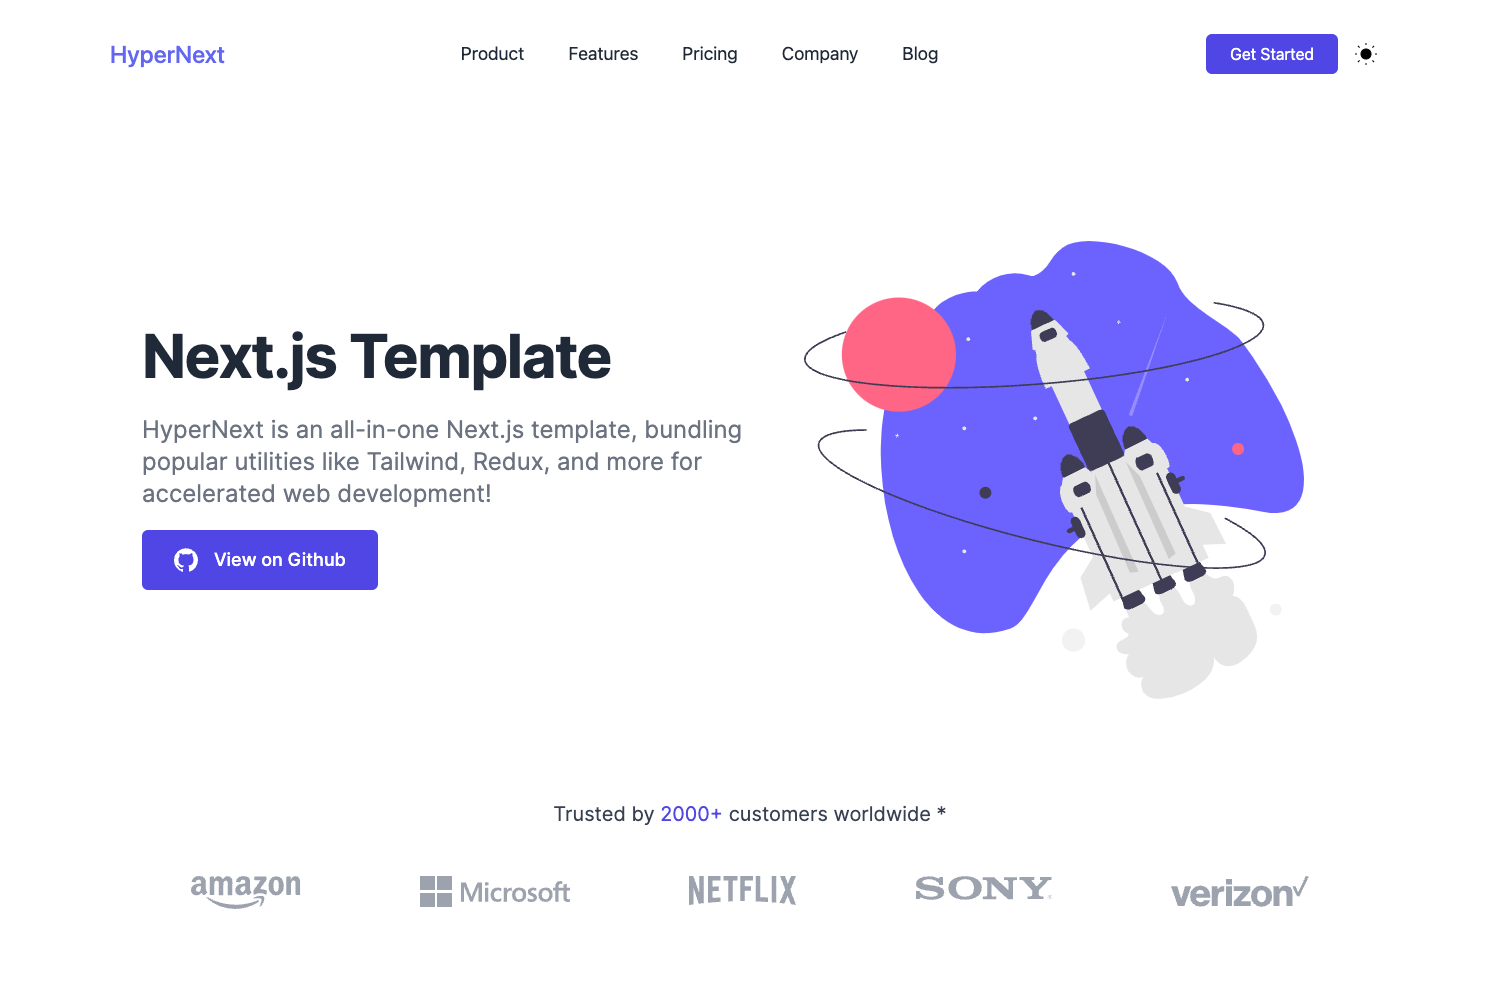 HyperNext
Product
Features
Pricing
Company
Blog
Get Started
Next.js Template
HyperNext is an all-in-one Next.js template, bundling
popular utilities like Tailwind, Redux, and more for
accelerated web development!
View on Github
Trusted by 2000+ customers worldwide *
amazon
Microsoft
NETFLIX
SONY
verizon✓